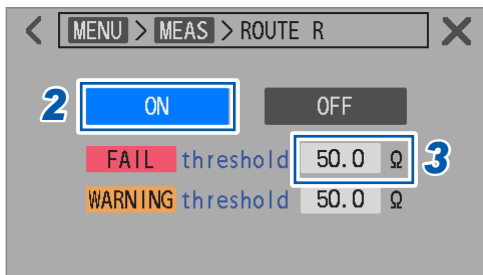 < MENU > MEAS > ROUTE R X
2 ON OFF
FAIL threshold 50.0 Ω 3
WARNING threshold 50.0 Ω